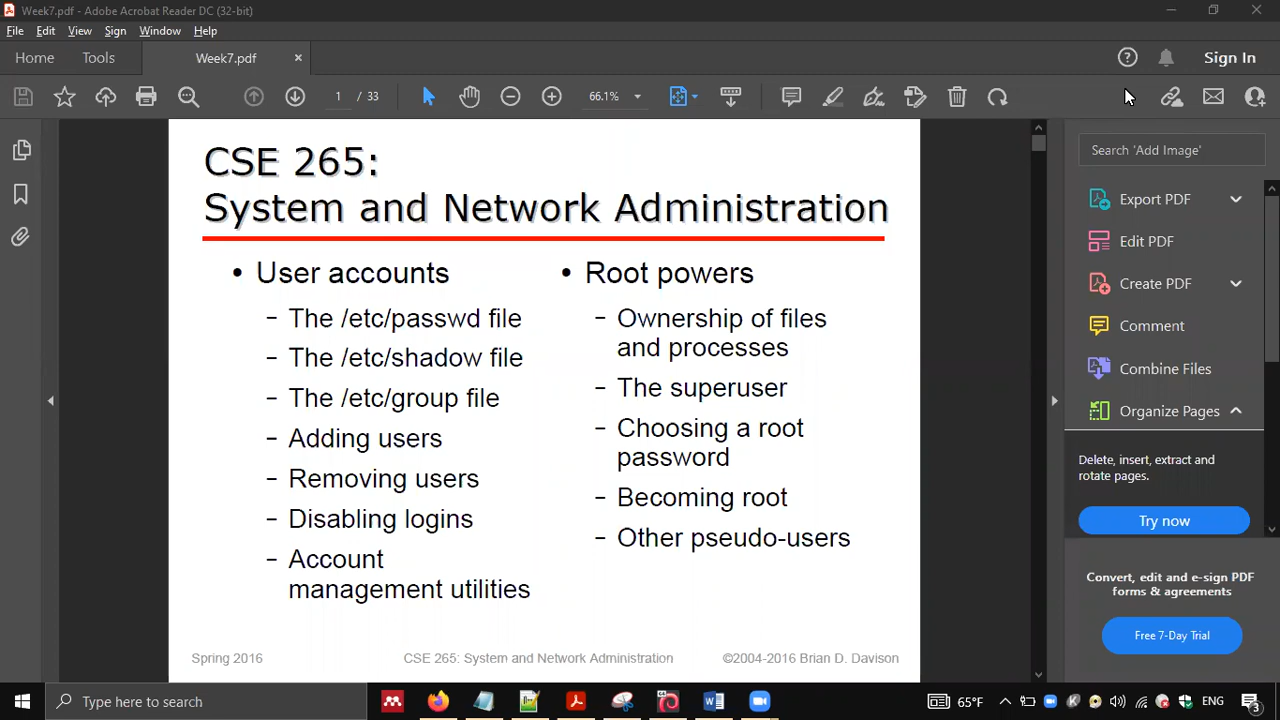 Week7.pdf - Adobe Acrobat Reader DC (32-bit)
File Edit View Sign Window Help
Home Tools Week7.pdf × Sign In
1 / 33 66.1%
CSE 265:
System and Network Administration
• User accounts
– The /etc/passwd file
– The /etc/shadow file
– The /etc/group file
– Adding users
– Removing users
– Disabling logins
– Account
management utilities
• Root powers
– Ownership of files
and processes
– The superuser
– Choosing a root
password
– Becoming root
– Other pseudo-users
Spring 2016 CSE 265: System and Network Administration ©2004-2016 Brian D. Davison
Search 'Add Image'
Export PDF
Edit PDF
Create PDF
Comment
Combine Files
Organize Pages
Delete, insert, extract and
rotate pages.
Try now
Convert, edit and e-sign PDF
forms & agreements
Free 7-Day Trial
Type here to search 65°F ENG 3